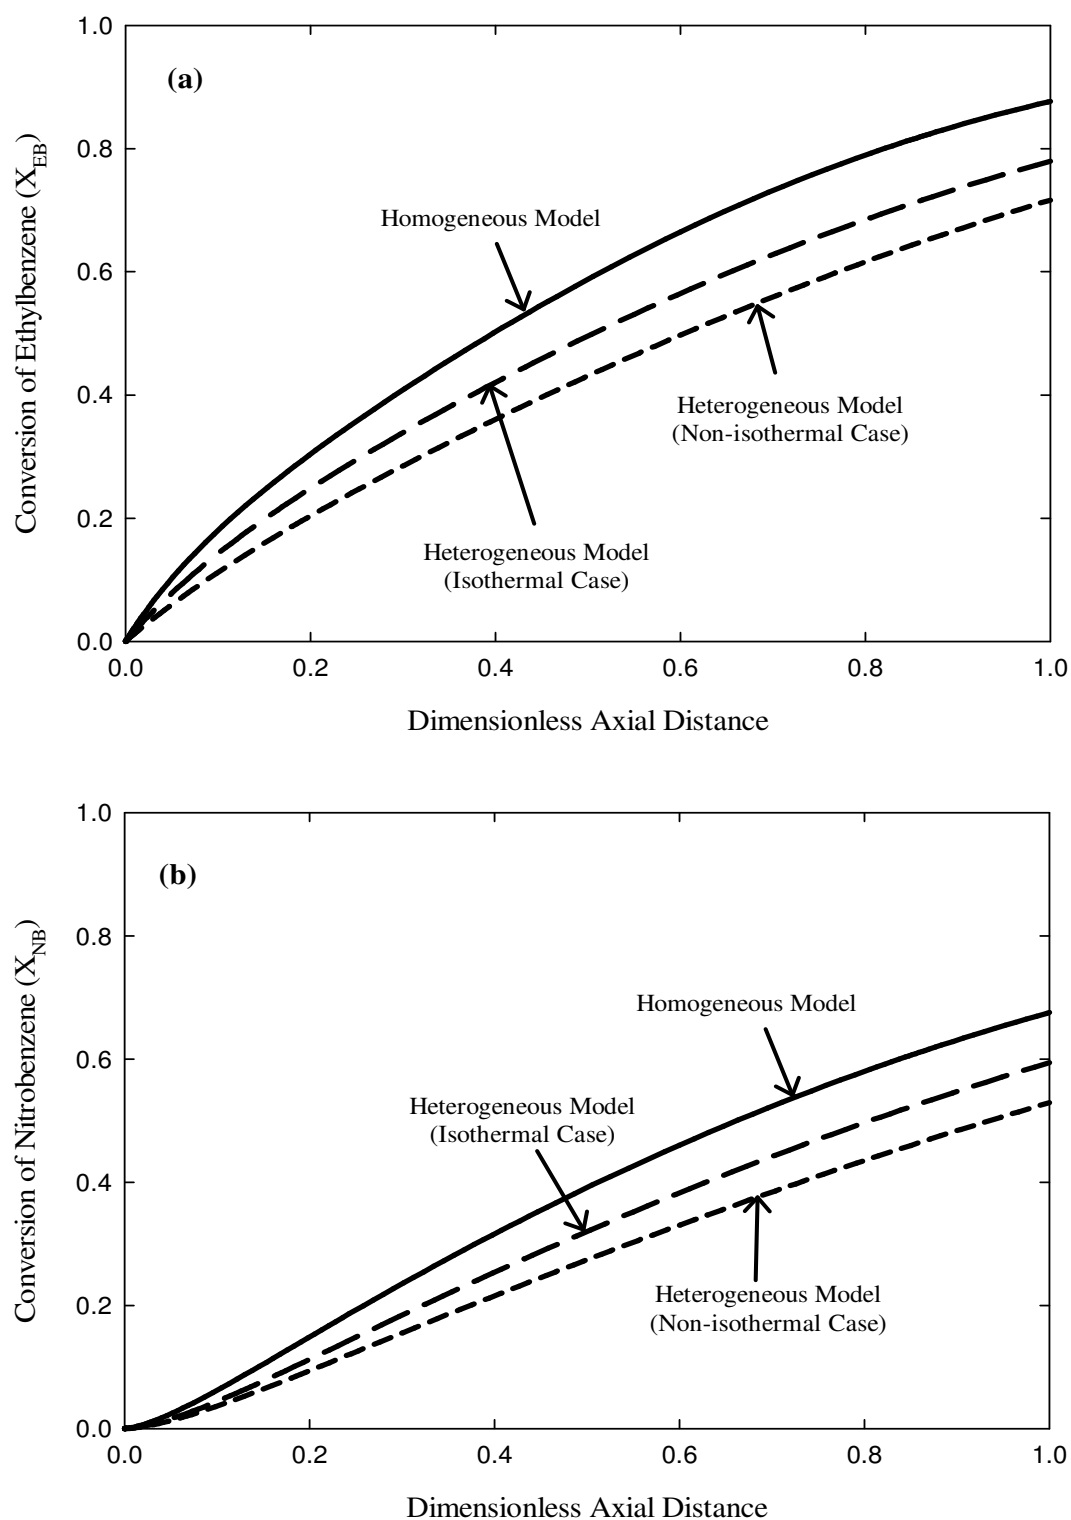 (a)
Conversion of Ethylbenzene (X_EB)
1.0
0.8
0.6
0.4
0.2
0.0
Homogeneous Model
Heterogeneous Model
(Non-isothermal Case)
Heterogeneous Model
(Isothermal Case)
0.0 0.2 0.4 0.6 0.8 1.0
Dimensionless Axial Distance
(b)
Conversion of Nitrobenzene (X_NB)
1.0
0.8
0.6
0.4
0.2
0.0
Homogeneous Model
Heterogeneous Model
(Isothermal Case)
Heterogeneous Model
(Non-isothermal Case)
0.0 0.2 0.4 0.6 0.8 1.0
Dimensionless Axial Distance